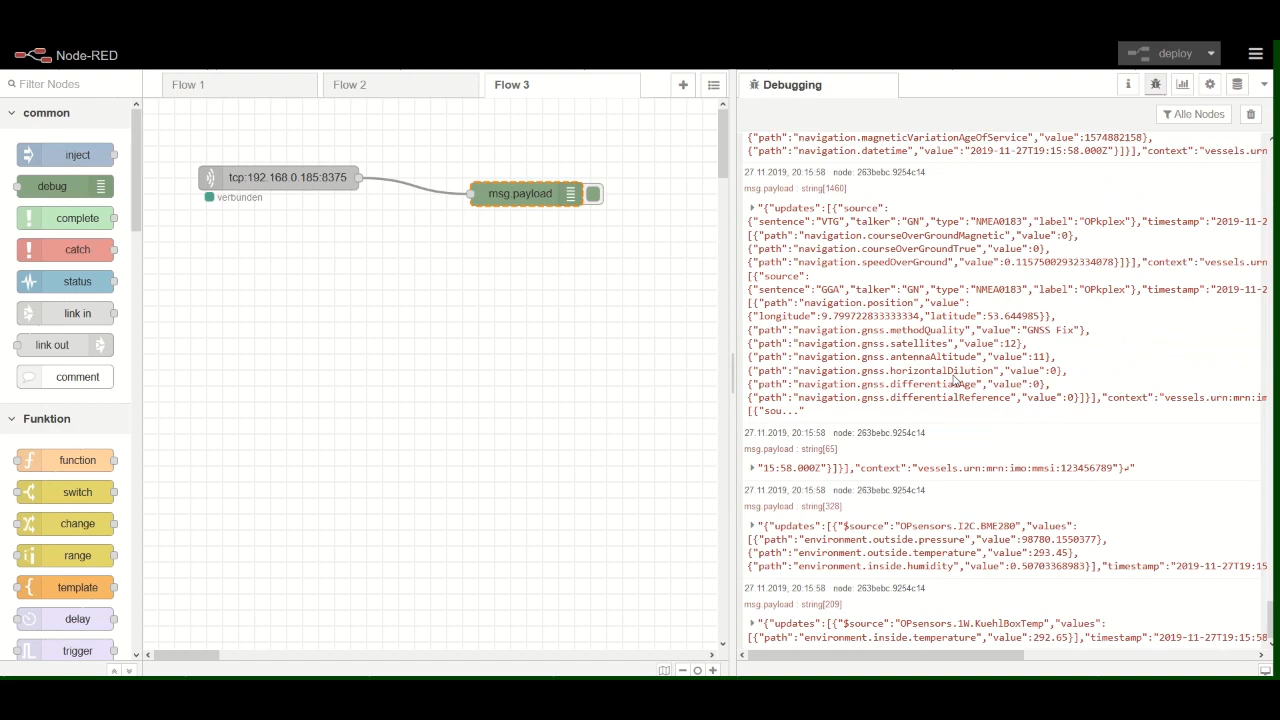 Node-RED
deploy
Filter Nodes
Flow 1
Flow 2
Flow 3
Debugging
i
Alle Nodes
common
inject
debug
complete
catch
status
link in
link out
comment
Funktion
function
switch
change
range
template
delay
trigger
tcp:192.168.0.185:8375
verbunden
msg.payload
{"path":"navigation.magneticVariationAgeOfService","value":1574882158},
{"path":"navigation.datetime","value":"2019-11-27T19:15:58.000Z"}]}],"context":"vessels.urn
27.11.2019, 20:15:58 node: 263bebc.9254c14
msg.payload : string[1460]
"{"updates":[{"source":
{"sentence":"VTG","talker":"GN","type":"NMEA0183","label":"OPkplex"},"timestamp":"2019-11-2
[{"path":"navigation.courseOverGroundMagnetic","value":0},
{"path":"navigation.courseOverGroundTrue","value":0},
{"path":"navigation.speedOverGround","value":0.11575002932334078}]}],"context":"vessels.urn
[{"source":
{"sentence":"GGA","talker":"GN","type":"NMEA0183","label":"OPkplex"},"timestamp":"2019-11-2
[{"path":"navigation.position","value":
{"longitude":9.799722833333334,"latitude":53.644985}},
{"path":"navigation.gnss.methodQuality","value":"GNSS Fix"},
{"path":"navigation.gnss.satellites","value":12},
{"path":"navigation.gnss.antennaAltitude","value":11},
{"path":"navigation.gnss.horizontalDilution","value":0},
{"path":"navigation.gnss.differentialAge","value":0},
{"path":"navigation.gnss.differentialReference","value":0}]}],"context":"vessels.urn:mrn:im
[{"sou..."
27.11.2019, 20:15:58 node: 263bebc.9254c14
msg.payload : string[65]
"15:58.000Z"}]}],"context":"vessels.urn:mrn:imo:mmsi:123456789"}↵"
27.11.2019, 20:15:58 node: 263bebc.9254c14
msg.payload : string[328]
"{"updates":[{"$source":"OPsensors.I2C.BME280","values":
[{"path":"environment.outside.pressure","value":98780.1550377},
{"path":"environment.outside.temperature","value":293.45},
{"path":"environment.inside.humidity","value":0.50703368983}],"timestamp":"2019-11-27T19:15
27.11.2019, 20:15:58 node: 263bebc.9254c14
msg.payload : string[209]
"{"updates":[{"$source":"OPsensors.1W.KuehlBoxTemp","values":
[{"path":"environment.inside.temperature","value":292.65}],"timestamp":"2019-11-27T19:15:58